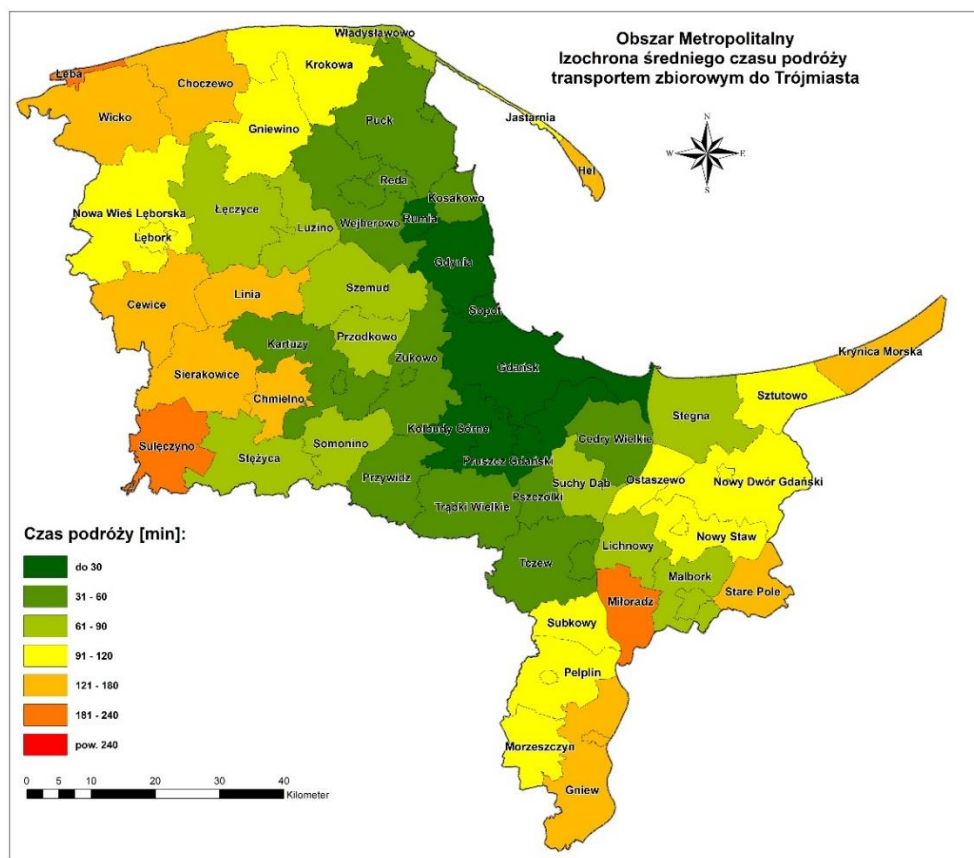 Obszar Metropolitalny
Izochrona średniego czasu podróży
transportem zbiorowym do Trójmiasta
N
W
E
S
Władysławowo
Łeba
Choczewo
Krokowa
Wicko
Gniewino
Puck
Jastarnia
Hel
Reda
Kosakowo
Nowa Wieś Lęborska
Łęczyce
Rumia
Luzino
Wejherowo
Lębork
Gdynia
Cewice
Linia
Szemud
Sopot
Przodkowo
Kartuzy
Żukowo
Krynica Morska
Sierakowice
Gdańsk
Chmielno
Sztutowo
Stegna
Sulęczyno
Kolbudy Górne
Cedry Wielkie
Somonino
Stężyca
Pruszcz Gdański
Przywidz
Suchy Dąb
Ostaszewo
Nowy Dwór Gdański
Pszczółki
Trąbki Wielkie
Nowy Staw
Lichnowy
Tczew
Malbork
Stare Pole
Miłoradz
Subkowy
Pelplin
Morzeszczyn
Gniew
Czas podróży [min]:
do 30
31 - 60
61 - 90
91 - 120
121 - 180
181 - 240
pow. 240
0 5 10 20 30 40
Kilometer